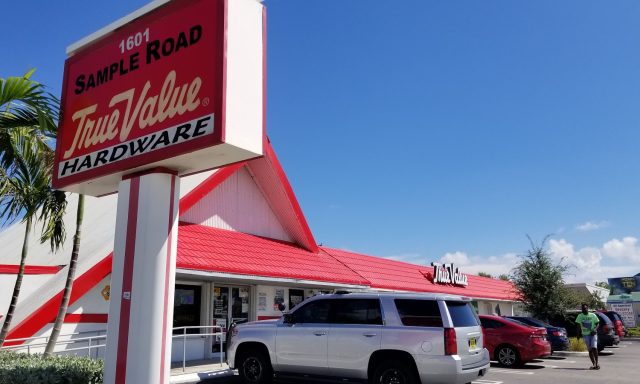 1601
SAMPLE ROAD
True Value®
HARDWARE
True Value